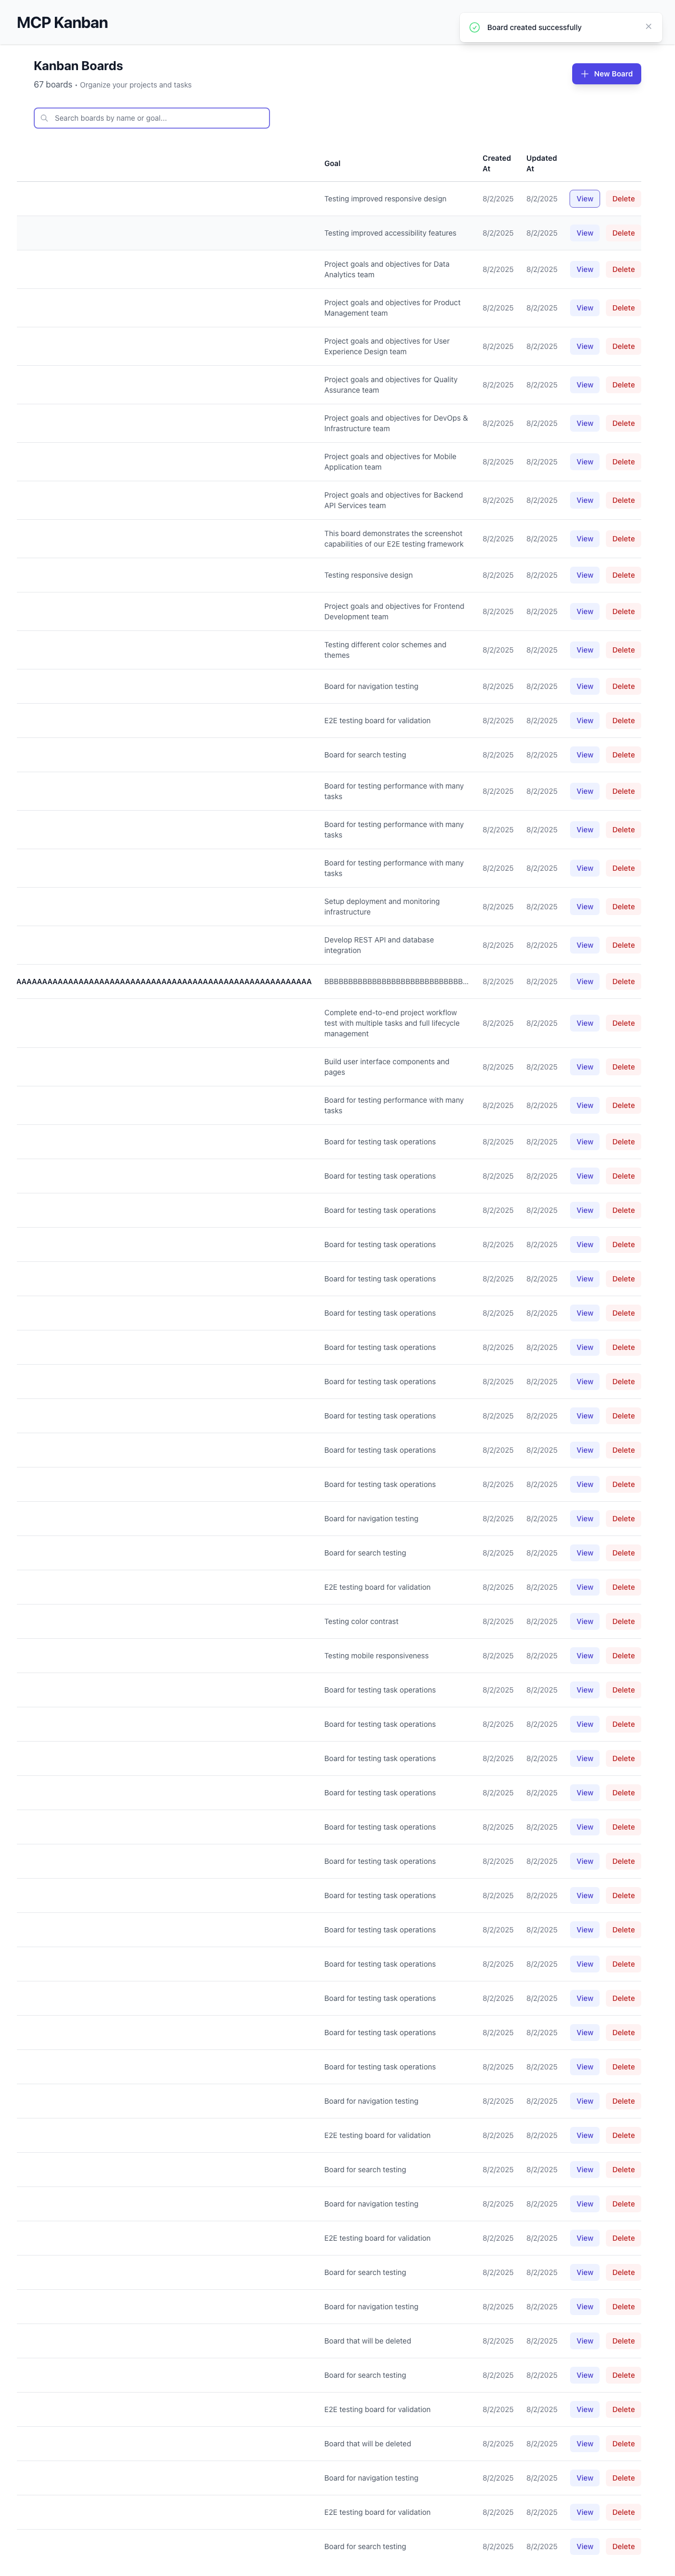 MCP Kanban
Board created successfully
Kanban Boards
67 boards • Organize your projects and tasks
New Board
Search boards by name or goal...
Goal
Created At
Updated At
Testing improved responsive design 8/2/2025 8/2/2025 View Delete
Testing improved accessibility features 8/2/2025 8/2/2025 View Delete
Project goals and objectives for Data
Analytics team
8/2/2025 8/2/2025 View Delete
Project goals and objectives for Product
Management team
8/2/2025 8/2/2025 View Delete
Project goals and objectives for User
Experience Design team
8/2/2025 8/2/2025 View Delete
Project goals and objectives for Quality
Assurance team
8/2/2025 8/2/2025 View Delete
Project goals and objectives for DevOps &
Infrastructure team
8/2/2025 8/2/2025 View Delete
Project goals and objectives for Mobile
Application team
8/2/2025 8/2/2025 View Delete
Project goals and objectives for Backend
API Services team
8/2/2025 8/2/2025 View Delete
This board demonstrates the screenshot
capabilities of our E2E testing framework
8/2/2025 8/2/2025 View Delete
Testing responsive design 8/2/2025 8/2/2025 View Delete
Project goals and objectives for Frontend
Development team
8/2/2025 8/2/2025 View Delete
Testing different color schemes and
themes
8/2/2025 8/2/2025 View Delete
Board for navigation testing 8/2/2025 8/2/2025 View Delete
E2E testing board for validation 8/2/2025 8/2/2025 View Delete
Board for search testing 8/2/2025 8/2/2025 View Delete
Board for testing performance with many
tasks
8/2/2025 8/2/2025 View Delete
Board for testing performance with many
tasks
8/2/2025 8/2/2025 View Delete
Board for testing performance with many
tasks
8/2/2025 8/2/2025 View Delete
Setup deployment and monitoring
infrastructure
8/2/2025 8/2/2025 View Delete
Develop REST API and database
integration
8/2/2025 8/2/2025 View Delete
AAAAAAAAAAAAAAAAAAAAAAAAAAAAAAAAAAAAAAAAAAAAAAAAAAAAAAAAA BBBBBBBBBBBBBBBBBBBBBBBBBBBBB... 8/2/2025 8/2/2025 View Delete
Complete end-to-end project workflow
test with multiple tasks and full lifecycle
management
8/2/2025 8/2/2025 View Delete
Build user interface components and
pages
8/2/2025 8/2/2025 View Delete
Board for testing performance with many
tasks
8/2/2025 8/2/2025 View Delete
Board for testing task operations 8/2/2025 8/2/2025 View Delete
Board for testing task operations 8/2/2025 8/2/2025 View Delete
Board for testing task operations 8/2/2025 8/2/2025 View Delete
Board for testing task operations 8/2/2025 8/2/2025 View Delete
Board for testing task operations 8/2/2025 8/2/2025 View Delete
Board for testing task operations 8/2/2025 8/2/2025 View Delete
Board for testing task operations 8/2/2025 8/2/2025 View Delete
Board for testing task operations 8/2/2025 8/2/2025 View Delete
Board for testing task operations 8/2/2025 8/2/2025 View Delete
Board for testing task operations 8/2/2025 8/2/2025 View Delete
Board for testing task operations 8/2/2025 8/2/2025 View Delete
Board for navigation testing 8/2/2025 8/2/2025 View Delete
Board for search testing 8/2/2025 8/2/2025 View Delete
E2E testing board for validation 8/2/2025 8/2/2025 View Delete
Testing color contrast 8/2/2025 8/2/2025 View Delete
Testing mobile responsiveness 8/2/2025 8/2/2025 View Delete
Board for testing task operations 8/2/2025 8/2/2025 View Delete
Board for testing task operations 8/2/2025 8/2/2025 View Delete
Board for testing task operations 8/2/2025 8/2/2025 View Delete
Board for testing task operations 8/2/2025 8/2/2025 View Delete
Board for testing task operations 8/2/2025 8/2/2025 View Delete
Board for testing task operations 8/2/2025 8/2/2025 View Delete
Board for testing task operations 8/2/2025 8/2/2025 View Delete
Board for testing task operations 8/2/2025 8/2/2025 View Delete
Board for testing task operations 8/2/2025 8/2/2025 View Delete
Board for testing task operations 8/2/2025 8/2/2025 View Delete
Board for testing task operations 8/2/2025 8/2/2025 View Delete
Board for testing task operations 8/2/2025 8/2/2025 View Delete
Board for navigation testing 8/2/2025 8/2/2025 View Delete
E2E testing board for validation 8/2/2025 8/2/2025 View Delete
Board for search testing 8/2/2025 8/2/2025 View Delete
Board for navigation testing 8/2/2025 8/2/2025 View Delete
E2E testing board for validation 8/2/2025 8/2/2025 View Delete
Board for search testing 8/2/2025 8/2/2025 View Delete
Board for navigation testing 8/2/2025 8/2/2025 View Delete
Board that will be deleted 8/2/2025 8/2/2025 View Delete
Board for search testing 8/2/2025 8/2/2025 View Delete
E2E testing board for validation 8/2/2025 8/2/2025 View Delete
Board that will be deleted 8/2/2025 8/2/2025 View Delete
Board for navigation testing 8/2/2025 8/2/2025 View Delete
E2E testing board for validation 8/2/2025 8/2/2025 View Delete
Board for search testing 8/2/2025 8/2/2025 View Delete